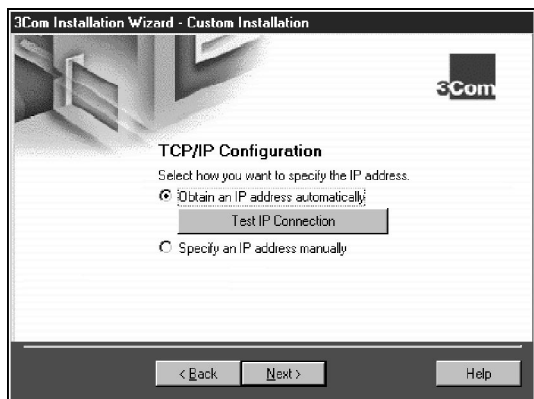 3Com Installation Wizard - Custom Installation
3Com
TCP/IP Configuration
Select how you want to specify the IP address.
Obtain an IP address automatically
Test IP Connection
Specify an IP address manually
< Back
Next >
Help